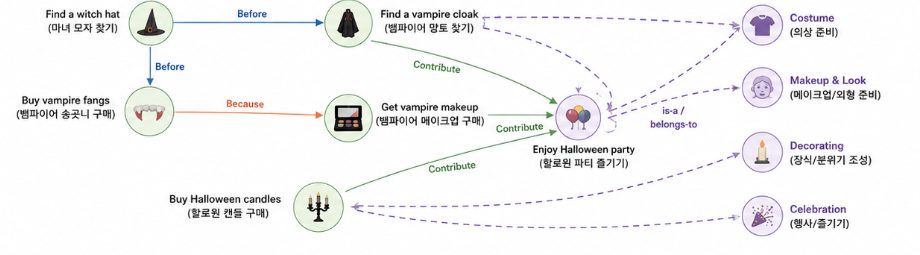 Find a witch hat
(마녀 모자 찾기)
Before
Find a vampire cloak
(뱀파이어 망토 찾기)
Costume
(의상 준비)
Before
Contribute
Makeup & Look
(메이크업/외형 준비)
Buy vampire fangs
(뱀파이어 송곳니 구매)
Because
Get vampire makeup
(뱀파이어 메이크업 구매)
Contribute
is-a /
belongs-to
Enjoy Halloween party
(할로윈 파티 즐기기)
Decorating
(장식/분위기 조성)
Contribute
Buy Halloween candles
(할로윈 캔들 구매)
Celebration
(행사/즐기기)